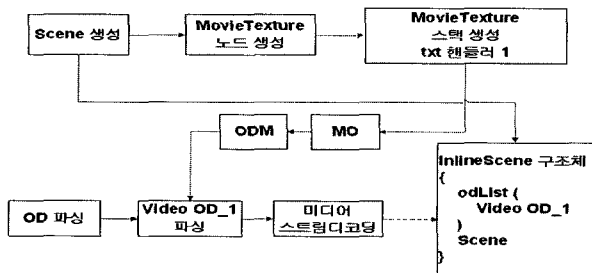 Scene 생성
MovieTexture
노드 생성
MovieTexture
스택 생성
txt 핸들러 1
ODM
MO
OD 파싱
Video OD_1
파싱
미디어
스트림디코딩
InlineScene 구조체
{
odList (
Video OD_1
)
Scene
}